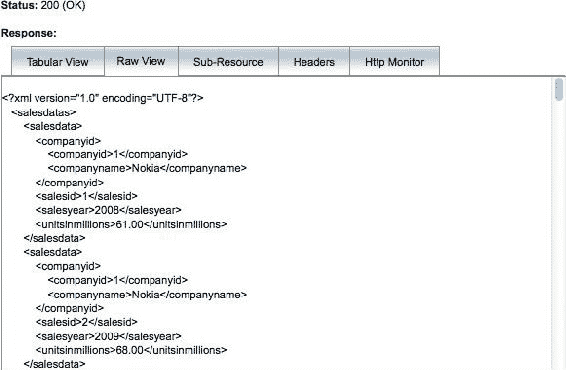 Status: 200 (OK)
Response:
Tabular View Raw View Sub-Resource Headers Http Monitor
<?xml version="1.0" encoding="UTF-8"?>
<salesdatas>
<salesdata>
<companyid>
<companyid>1</companyid>
<companyname>Nokia</companyname>
</companyid>
<salesid>1</salesid>
<salesyear>2008</salesyear>
<unitsinmillions>61.00</unitsinmillions>
</salesdata>
<salesdata>
<companyid>
<companyid>1</companyid>
<companyname>Nokia</companyname>
</companyid>
<salesid>2</salesid>
<salesyear>2009</salesyear>
<unitsinmillions>68.00</unitsinmillions>
</salesdata>